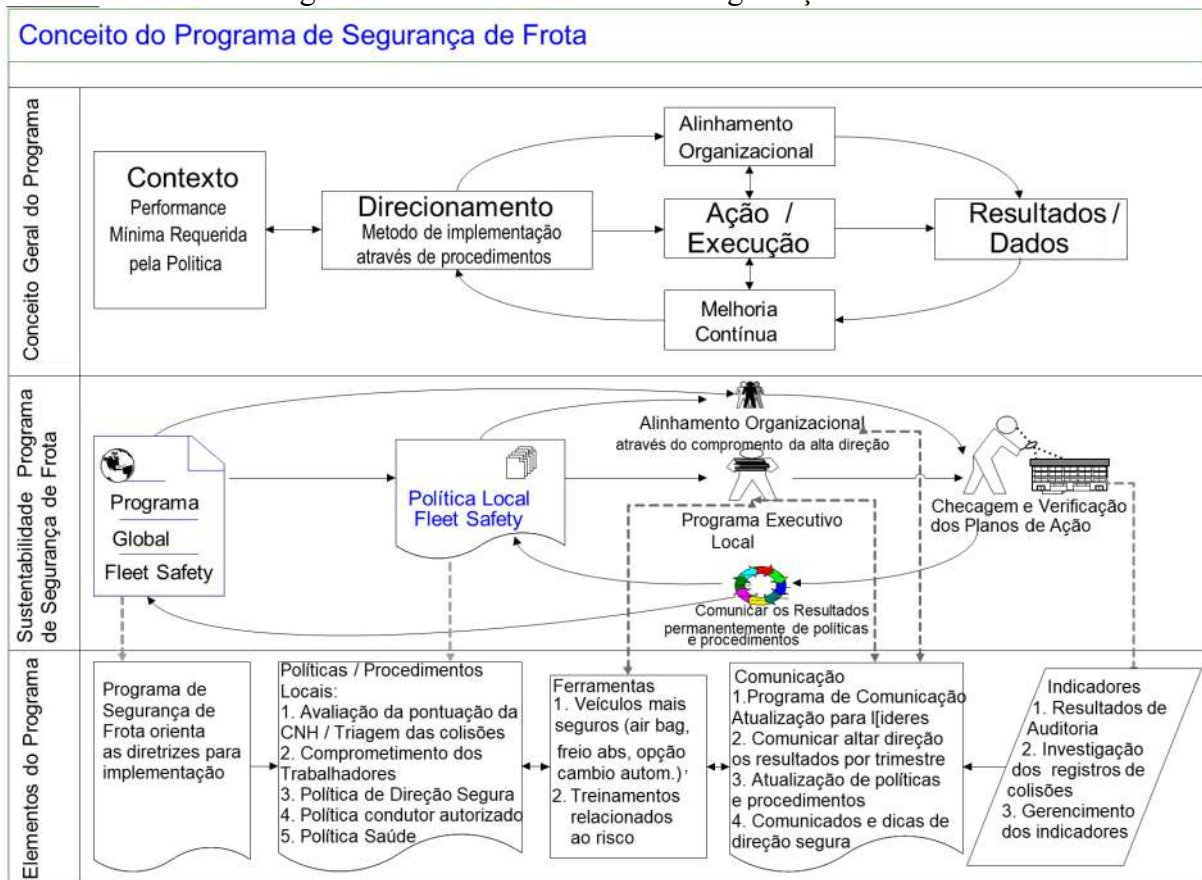 Conceito do Programa de Segurança de Frota
Conceito Geral do Programa
Contexto
Performance
Mínima Requerida
pela Politica
Direcionamento
Metodo de implementação
através de procedimentos
Alinhamento
Organizacional
Ação /
Execução
Melhoria
Contínua
Resultados /
Dados
Sustentabilidade Programa
de Segurança de Frota
Programa
Global
Fleet Safety
Política Local
Fleet Safety
Alinhamento Organizacional
através do compromento da alta direção
Programa Executivo
Local
Comunicar os Resultados
permanentemente de políticas
e procedimentos
Checagem e Verificação
dos Planos de Ação
Elementos do Programa
Programa de
Segurança de
Frota orienta
as diretrizes para
implementação
Políticas / Procedimentos
Locais:
1. Avaliação da pontuação da
CNH / Triagem das colisões
2. Comprometimento dos
Trabalhadores
3. Política de Direção Segura
4. Política condutor autorizado
5. Política Saúde
Ferramentas
1. Veículos mais
seguros (air bag,
freio abs, opção
cambio autom.)
2. Treinamentos
relacionados
ao risco
Comunicação
1.Programa de Comunicação
Atualização para l[ideres
2. Comunicar altar direção
os resultados por trimestre
3. Atualização de políticas
e procedimentos
4. Comunicados e dicas de
direção segura
Indicadores
1. Resultados de
Auditoria
2. Investigação
dos registros de
colisões
3. Gerencimento
dos indicadores